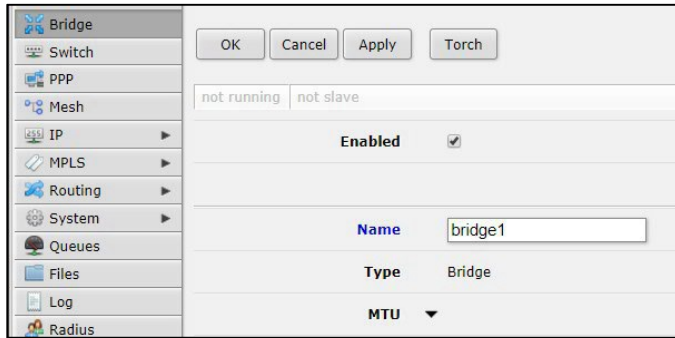 Bridge
Switch
PPP
Mesh
IP
MPLS
Routing
System
Queues
Files
Log
Radius
OK Cancel Apply Torch
not running not slave
Enabled
Name bridge1
Type Bridge
MTU